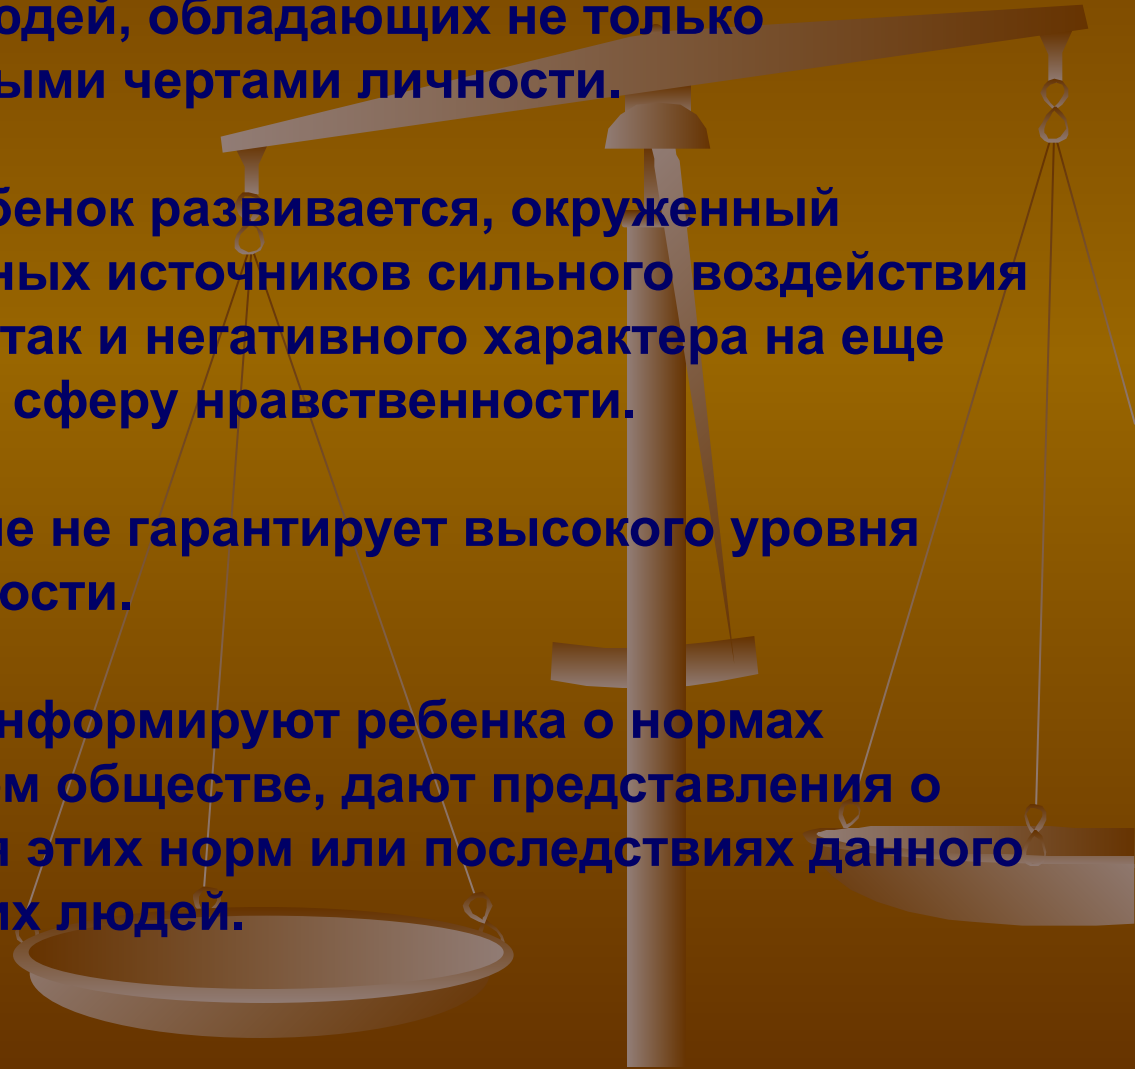 одей, обладающих не только
ыми чертами личности.
бенок развивается, окруженный
ных источников сильного воздействия
так и негативного характера на еще
сферу нравственности.
ие не гарантирует высокого уровня
ости.
нформируют ребенка о нормах
ем обществе, дают представления о
я этих норм или последствиях данного
их людей.